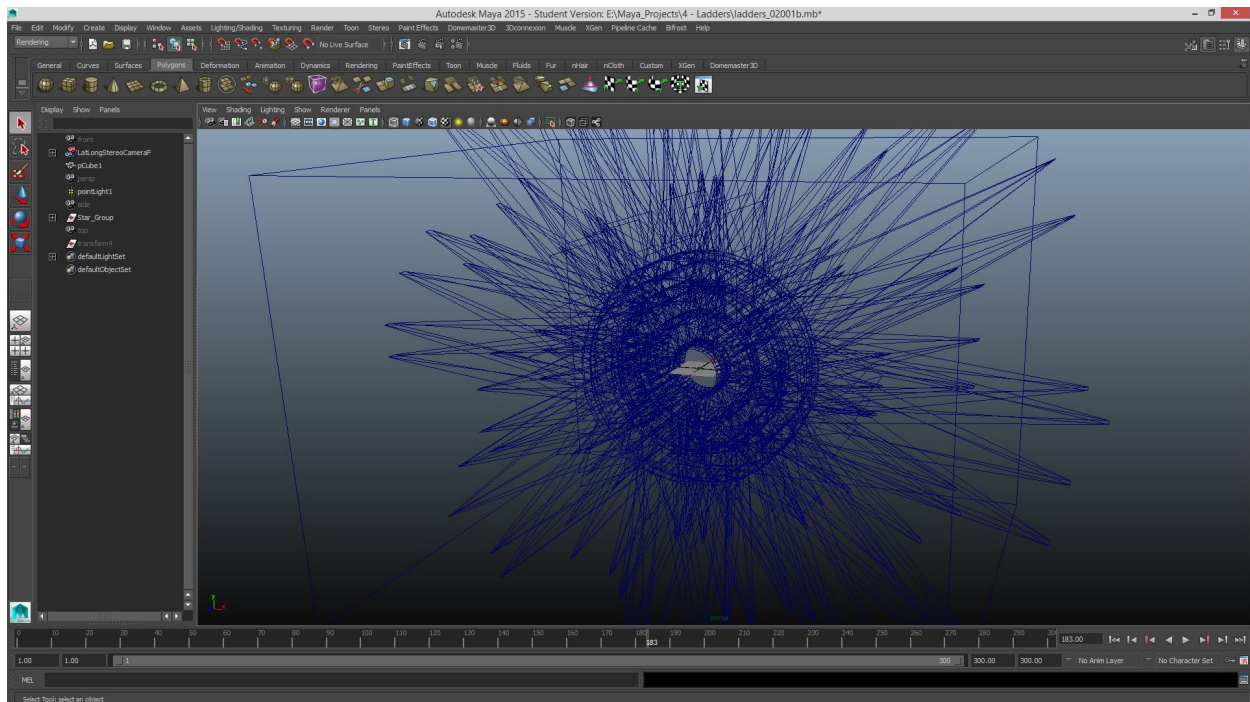 Autodesk Maya 2015 - Student Version: E:\Maya_Projects\4 - Ladders\ladders_02001b.mb*
File Edit Modify Create Display Window Assets Lighting/Shading Texturing Render Toon Stereo Paint Effects Domemaster3D 3Dconnexion Muscle XGen Pipeline Cache Bifrost Help
Rendering No Live Surface
General Curves Surfaces Polygons Deformation Animation Dynamics Rendering PaintEffects Toon Muscle Fluids Fur nHair nCloth Custom XGen Domemaster3D
Display Show Panels View Shading Lighting Show Renderer Panels
front
LatLongStereoCameraF
pCube1
persp
pointLight1
side
Star_Group
top
transform4
defaultLightSet
defaultObjectSet
y
x
persp
0 10 20 30 40 50 60 70 80 90 100 110 120 130 140 150 160 170 180 190 200 210 220 230 240 250 260 270 280 290 183.00
183
1.00 1.00 1 300 300.00 300.00 No Anim Layer No Character Set
MEL
Select Tool: select an object